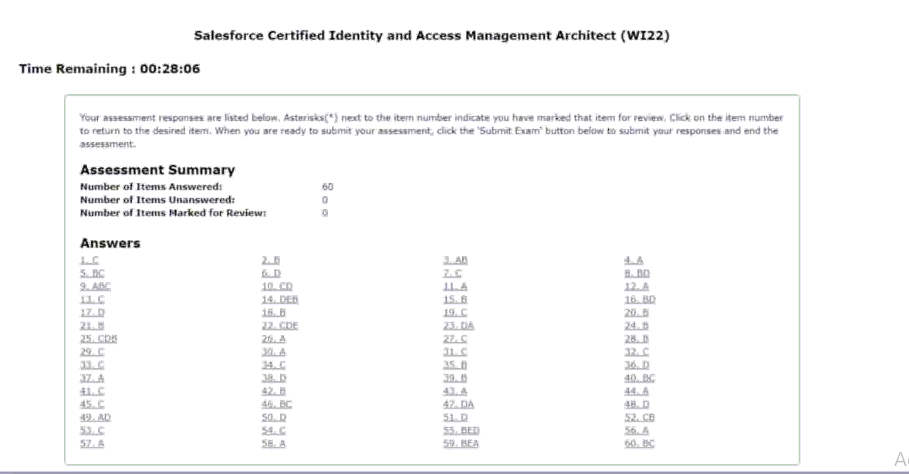 Salesforce Certified Identity and Access Management Architect (WI22)
Time Remaining : 00:28:06
Your assessment responses are listed below. Asterisks(*) next to the item number indicate you have marked that item for review. Click on the item number
to return to the desired item. When you are ready to submit your assessment, click the 'Submit Exam' button below to submit your responses and end the
assessment.
Assessment Summary
Number of Items Answered: 60
Number of Items Unanswered: 0
Number of Items Marked for Review: 0
Answers
1. C 2. B 3. AB 4. A
5. BC 6. D 7. C 8. BD
9. ABC 10. CD 11. A 12. A
13. C 14. DEB 15. B 16. BD
17. D 18. B 19. C 20. B
21. B 22. CDE 23. DA 24. B
25. CDB 26. A 27. C 28. B
29. C 30. A 31. C 32. C
33. C 34. C 35. B 36. D
37. A 38. D 39. B 40. BC
41. C 42. B 43. A 44. A
45. C 46. BC 47. DA 48. D
49. AD 50. D 51. D 52. CB
53. C 54. C 55. BED 56. A
57. A 58. A 59. BEA 60. BC